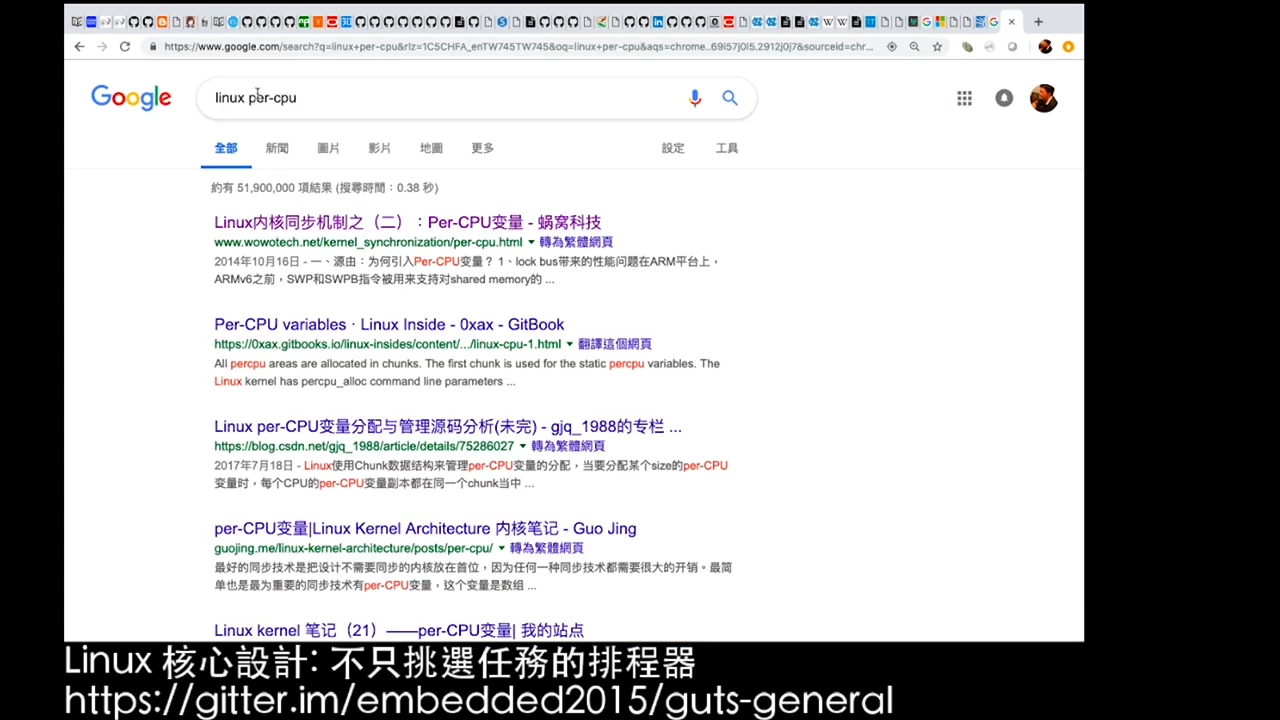 https://www.google.com/search?q=linux+per-cpu&rlz=1C5CHFA_enTW745TW745&oq=linux+per-cpu&aqs=chrome..69i57j0l5.2912j0j7&sourceid=chr...
Google
linux per-cpu
全部 新聞 圖片 影片 地圖 更多 設定 工具
約有 51,900,000 項結果 (搜尋時間：0.38 秒)
Linux内核同步机制之（二）：Per-CPU变量 - 蜗窝科技
www.wowotech.net/kernel_synchronization/per-cpu.html ▼ 轉為繁體網頁
2014年10月16日 - 一、源由：为何引入Per-CPU变量？ 1、lock bus带来的性能问题在ARM平台上，
ARMv6之前，SWP和SWPB指令被用来支持对shared memory的 ...
Per-CPU variables · Linux Inside - 0xax - GitBook
https://0xax.gitbooks.io/linux-insides/content/.../linux-cpu-1.html ▼ 翻譯這個網頁
All percpu areas are allocated in chunks. The first chunk is used for the static percpu variables. The
Linux kernel has percpu_alloc command line parameters ...
Linux per-CPU变量分配与管理源码分析(未完) - gjq_1988的专栏 ...
https://blog.csdn.net/gjq_1988/article/details/75286027 ▼ 轉為繁體網頁
2017年7月18日 - Linux使用Chunk数据结构来管理per-CPU变量的分配，当要分配某个size的per-CPU
变量时，每个CPU的per-CPU变量副本都在同一个chunk当中 ...
per-CPU变量|Linux Kernel Architecture 内核笔记 - Guo Jing
guojing.me/linux-kernel-architecture/posts/per-cpu/ ▼ 轉為繁體網頁
最好的同步技术是把设计不需要同步的内核放在首位，因为任何一种同步技术都需要很大的开销。最简
单也是最为重要的同步技术有per-CPU变量，这个变量是数组 ...
Linux kernel 笔记（21）——per-CPU变量| 我的站点
Linux 核心設計: 不只挑選任務的排程器
https://gitter.im/embedded2015/guts-general